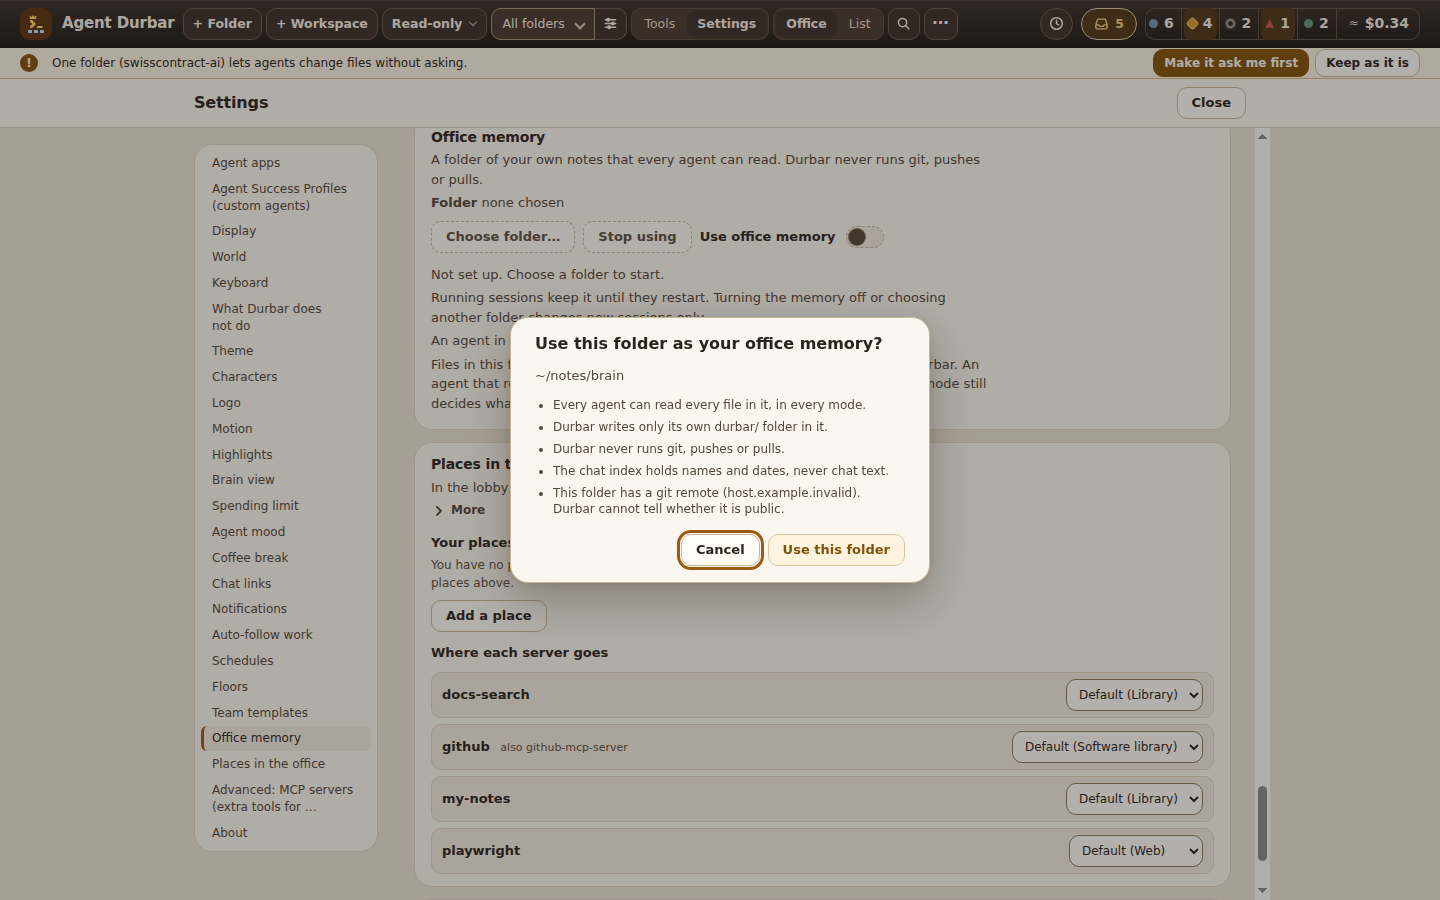 Agent Durbar
+ Folder
+ Workspace
Read-only
All folders
Tools
Settings
Office
List
5
6
4
2
1
2
≈ $0.34
! One folder (swisscontract-ai) lets agents change files without asking.
Make it ask me first
Keep as it is
Settings
Close
Agent apps
Agent Success Profiles
(custom agents)
Display
World
Keyboard
What Durbar does
not do
Theme
Characters
Logo
Motion
Highlights
Brain view
Spending limit
Agent mood
Coffee break
Chat links
Notifications
Auto-follow work
Schedules
Floors
Team templates
Office memory
Places in the office
Advanced: MCP servers
(extra tools for …
About
Office memory
A folder of your own notes that every agent can read. Durbar never runs git, pushes
or pulls.
Folder none chosen
Choose folder…
Stop using
Use office memory
Not set up. Choose a folder to start.
Running sessions keep it until they restart. Turning the memory off or choosing
another folder changes new sessions only.
An agent in
Files in this
rbar. An
agent that
mode still
decides
Use this folder as your office memory?
~/notes/brain
• Every agent can read every file in it, in every mode.
• Durbar writes only its own durbar/ folder in it.
• Durbar never runs git, pushes or pulls.
• The chat index holds names and dates, never chat text.
• This folder has a git remote (host.example.invalid).
Durbar cannot tell whether it is public.
Cancel
Use this folder
Places in
In the lobby
More
Your places
You have no
places above.
Add a place
Where each server goes
docs-search
Default (Library)
github also github-mcp-server
Default (Software library)
my-notes
Default (Library)
playwright
Default (Web)